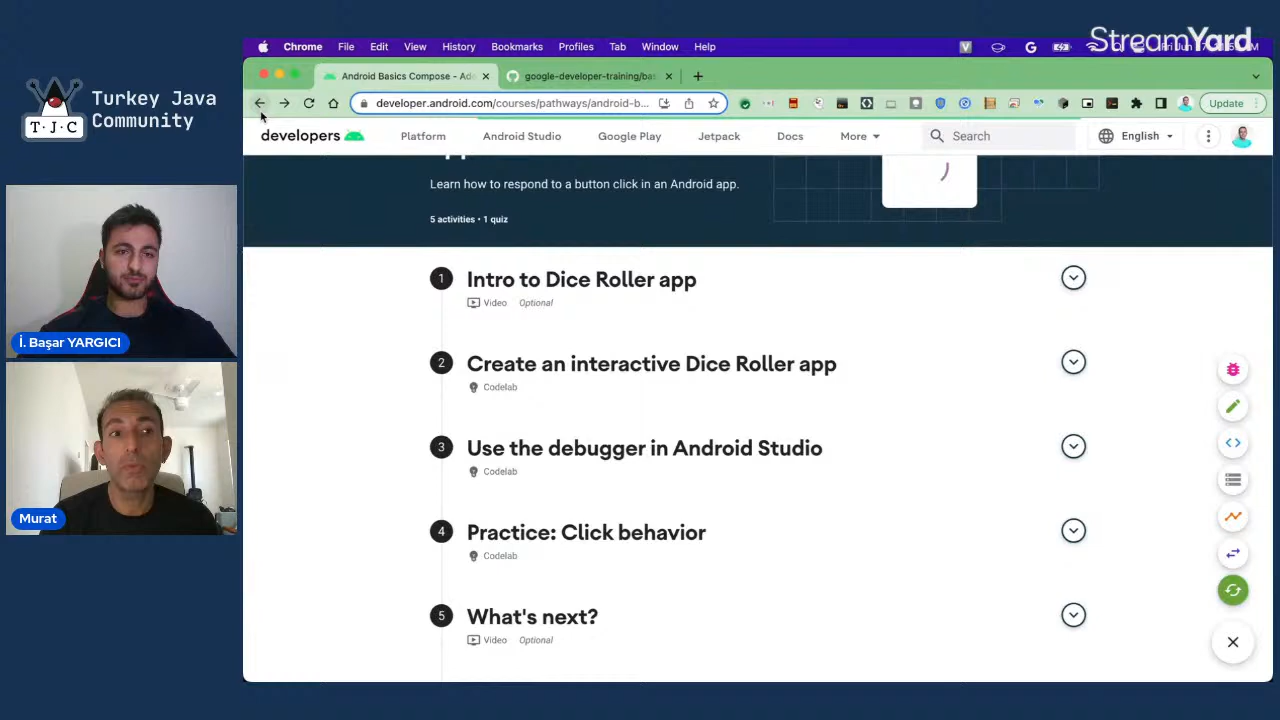 StreamYard
Turkey Java
Community
T.J.C
İ. Başar YARGICI
Murat
Chrome File Edit View History Bookmarks Profiles Tab Window Help
Android Basics Compose - Ad
google-developer-training/bas
developer.android.com/courses/pathways/android-b...
Update
developers Platform Android Studio Google Play Jetpack Docs More Search English
Learn how to respond to a button click in an Android app.
5 activities • 1 quiz
1 Intro to Dice Roller app
Video Optional
2 Create an interactive Dice Roller app
Codelab
3 Use the debugger in Android Studio
Codelab
4 Practice: Click behavior
Codelab
5 What's next?
Video Optional